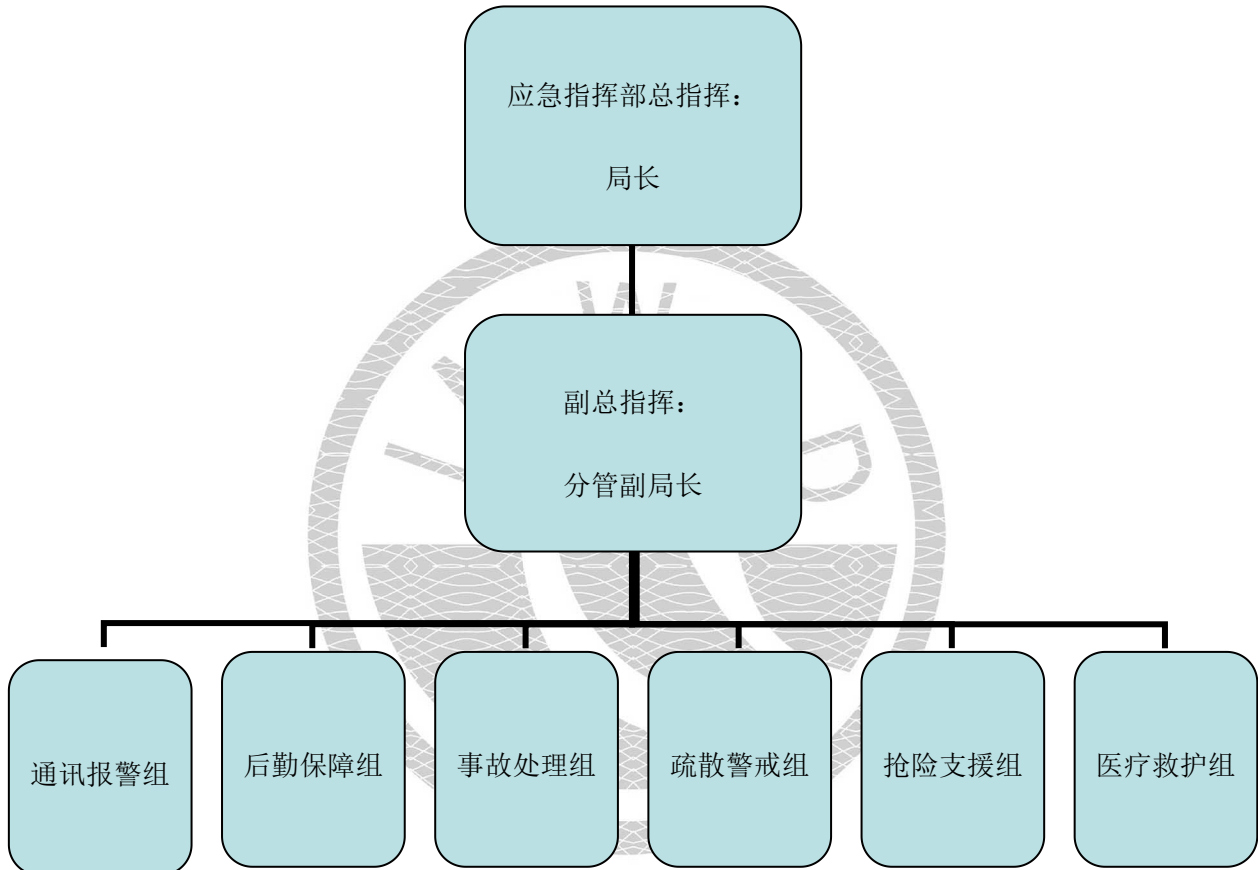 应急指挥部总指挥：
局长
副总指挥：
分管副局长
通讯报警组
后勤保障组
事故处理组
疏散警戒组
抢险支援组
医疗救护组